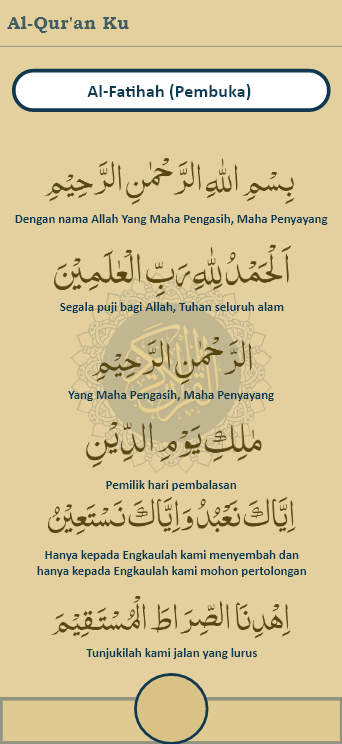 Al-Qur'an Ku
Al-Fatihah (Pembuka)
بِسْمِ اللّٰهِ الرَّحْمٰنِ الرَّحِيْمِ
Dengan nama Allah Yang Maha Pengasih, Maha Penyayang
اَلْحَمْدُ لِلّٰهِ رَبِّ الْعٰلَمِيْنَ
Segala puji bagi Allah, Tuhan seluruh alam
الرَّحْمٰنِ الرَّحِيْمِ
Yang Maha Pengasih, Maha Penyayang
مٰلِكِ يَوْمِ الدِّيْنِ
Pemilik hari pembalasan
اِيَّاكَ نَعْبُدُ وَاِيَّاكَ نَسْتَعِيْنُ
Hanya kepada Engkaulah kami menyembah dan
hanya kepada Engkaulah kami mohon pertolongan
اِهْدِنَا الصِّرَاطَ الْمُسْتَقِيْمَ
Tunjukilah kami jalan yang lurus